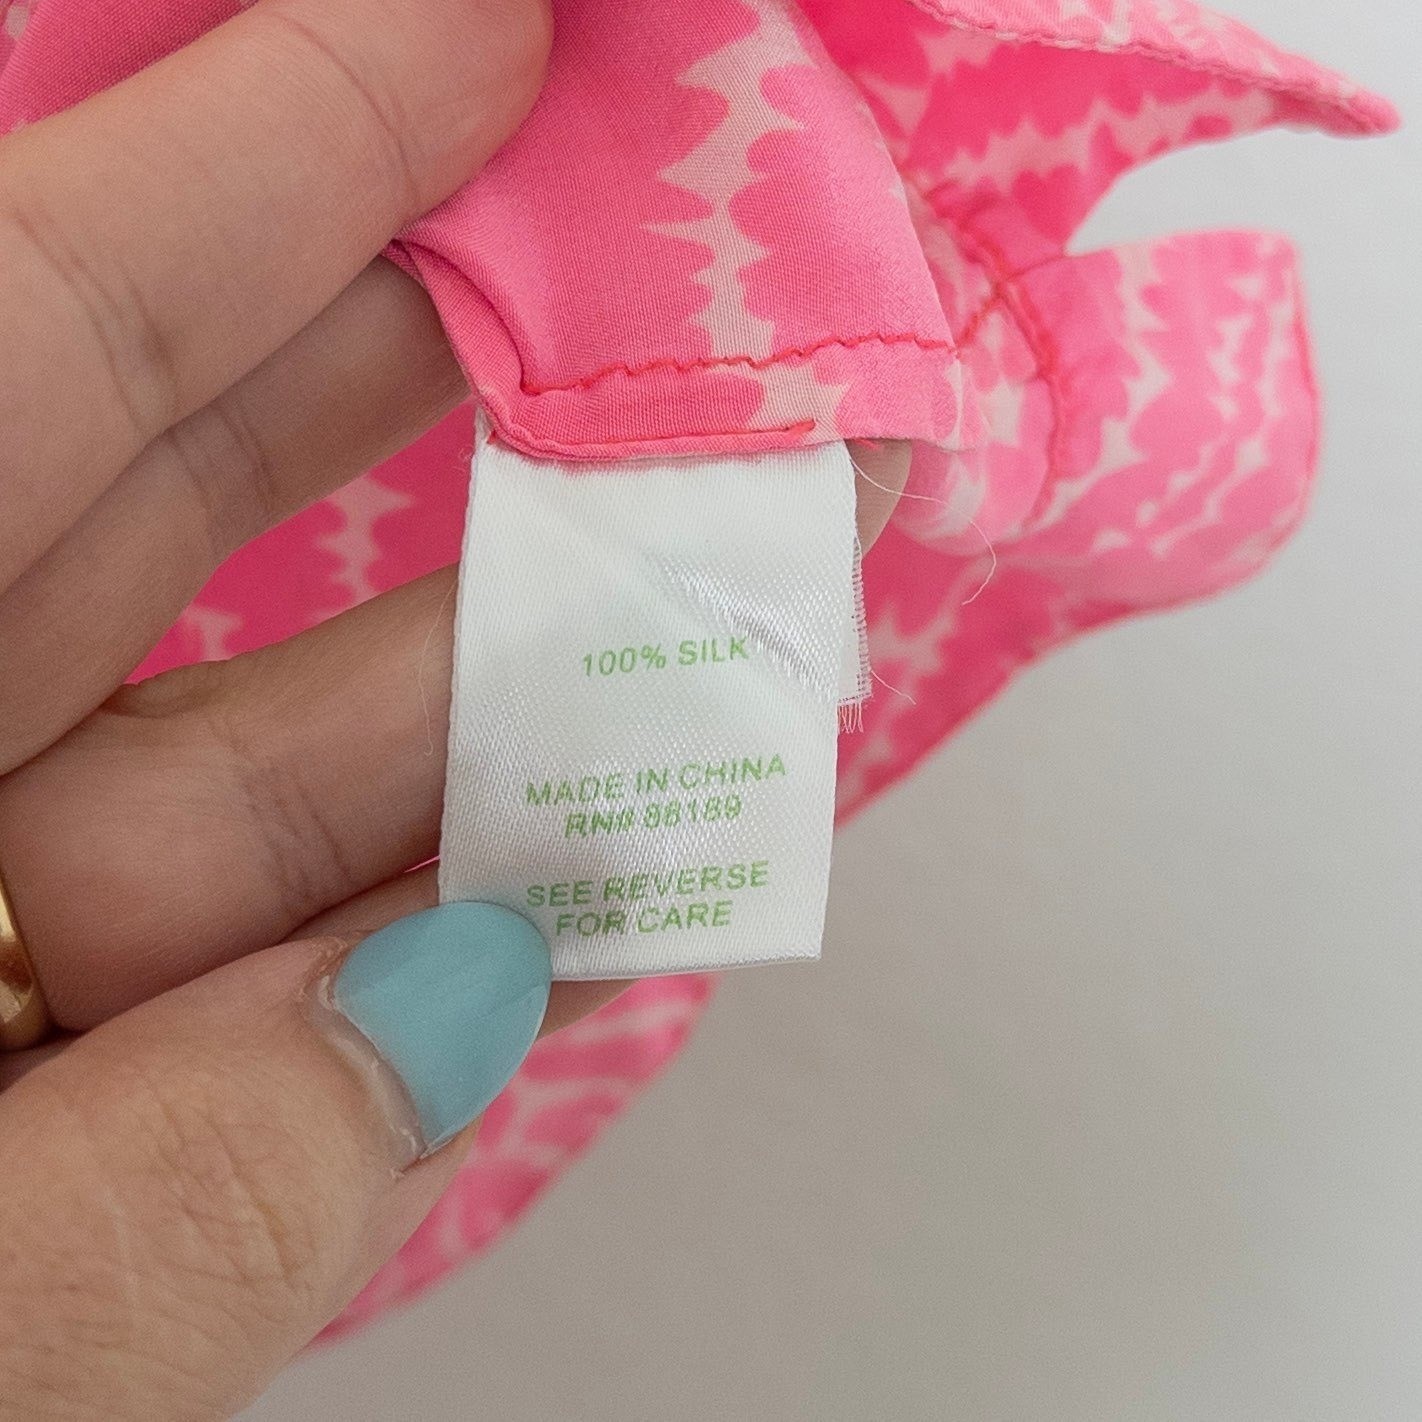 100% SILK
MADE IN CHINA
RN# 98189
SEE REVERSE
FOR CARE